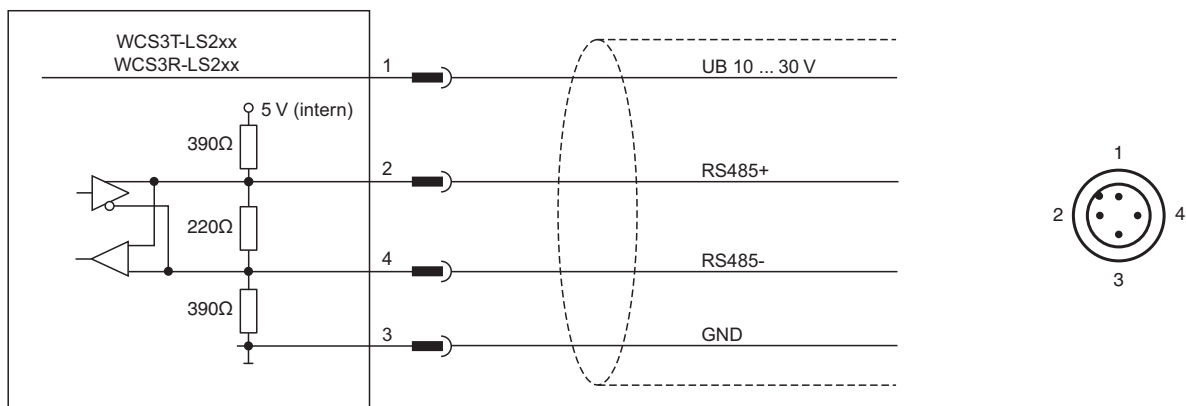 WCS3T-LS2xx
WCS3R-LS2xx
1
UB 10 ... 30 V
5 V (intern)
390Ω
2
RS485+
220Ω
4
RS485-
390Ω
3
GND
1
2
4
3